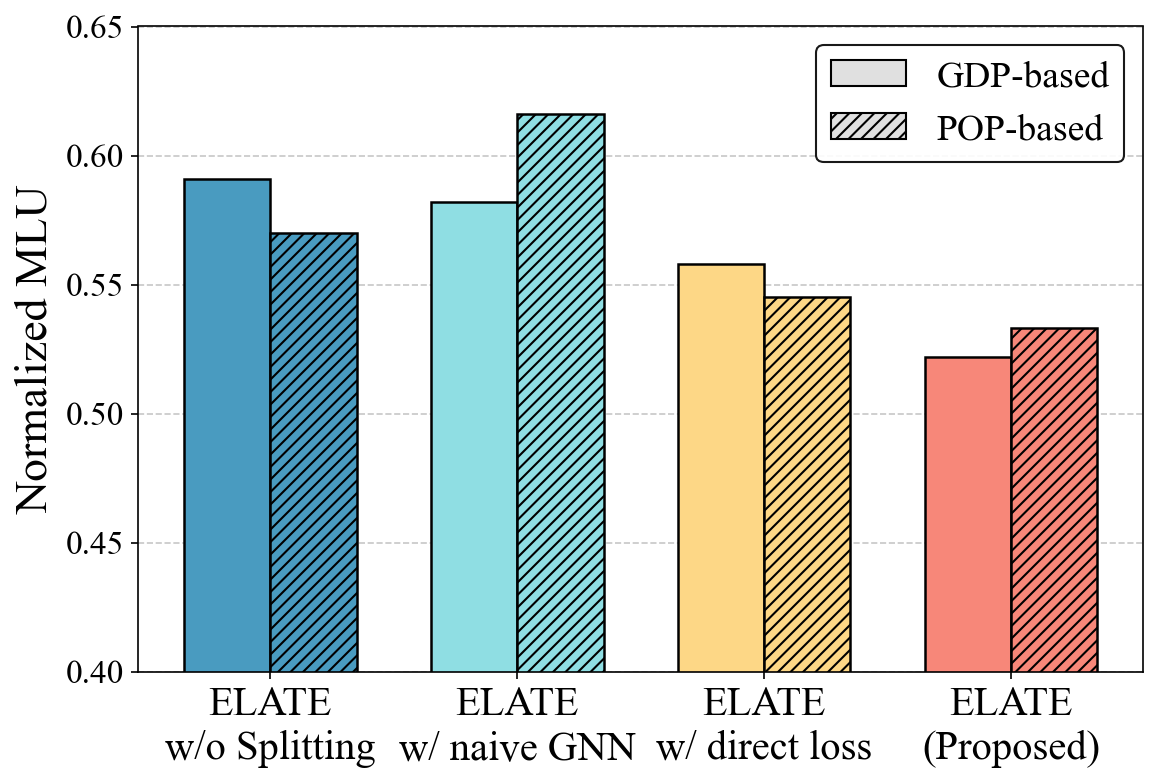 0.65
0.60
0.55
0.50
0.45
0.40
Normalized MLU
GDP-based
POP-based
ELATE
w/o Splitting
ELATE
w/ naive GNN
ELATE
w/ direct loss
ELATE
(Proposed)